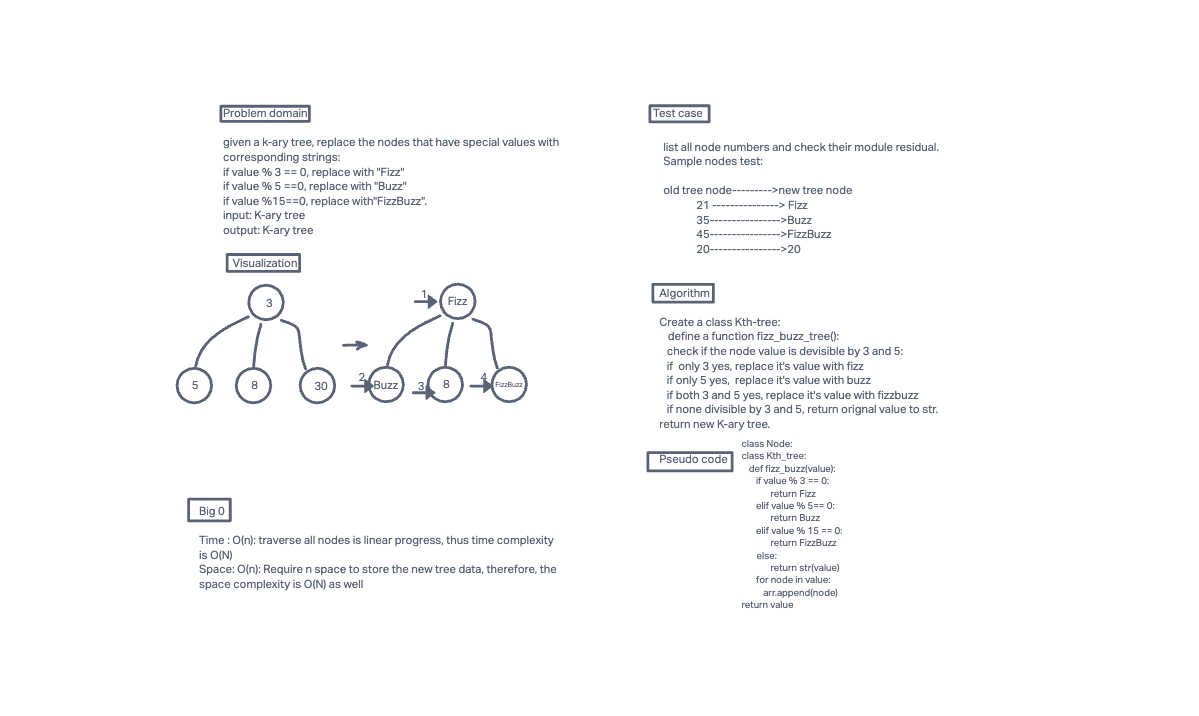 Problem domain
given a k-ary tree, replace the nodes that have special values with
corresponding strings:
if value % 3 == 0, replace with "Fizz"
if value % 5 ==0, replace with "Buzz"
if value %15==0, replace with"FizzBuzz".
input: K-ary tree
output: K-ary tree
Visualization
3
5
8
30
1
Fizz
2
Buzz
3
8
4
FizzBuzz
Big 0
Time : O(n): traverse all nodes is linear progress, thus time complexity
is O(N)
Space: O(n): Require n space to store the new tree data, therefore, the
space complexity is O(N) as well
Test case
list all node numbers and check their module residual.
Sample nodes test:
old tree node--------->new tree node
21 ---------------> Fizz
35---------------->Buzz
45---------------->FizzBuzz
20---------------->20
Algorithm
Create a class Kth-tree:
define a function fizz_buzz_tree():
check if the node value is devisible by 3 and 5:
if  only 3 yes, replace it's value with fizz
if only 5 yes,  replace it's value with buzz
if both 3 and 5 yes, replace it's value with fizzbuzz
if none divisible by 3 and 5, return orignal value to str.
return new K-ary tree.
Pseudo code
class Node:
class Kth_tree:
def fizz_buzz(value):
if value % 3 == 0:
return Fizz
elif value % 5== 0:
return Buzz
elif value % 15 == 0:
return FizzBuzz
else:
return str(value)
for node in value:
arr.append(node)
return value